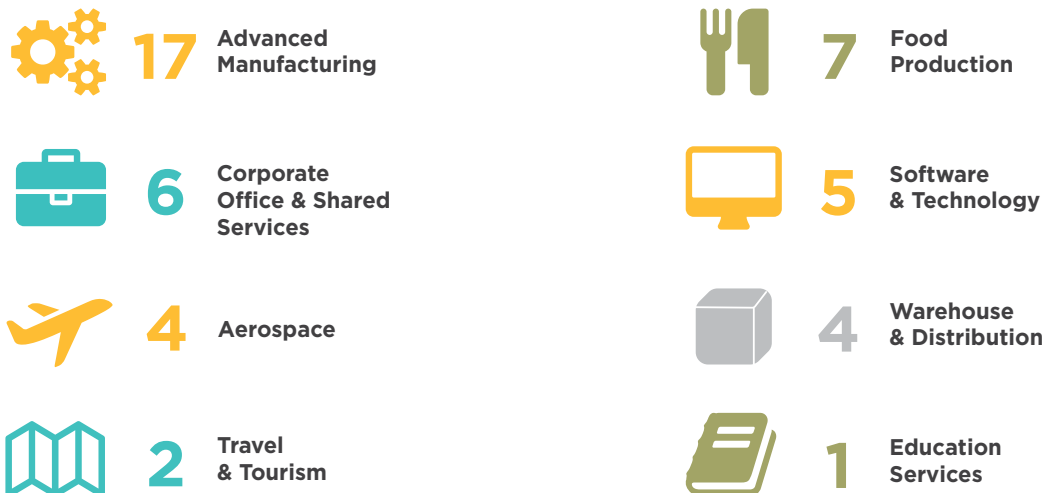 17 Advanced
Manufacturing
7 Food
Production
6 Corporate
Office & Shared
Services
5 Software
& Technology
4 Aerospace
4 Warehouse
& Distribution
2 Travel
& Tourism
1 Education
Services